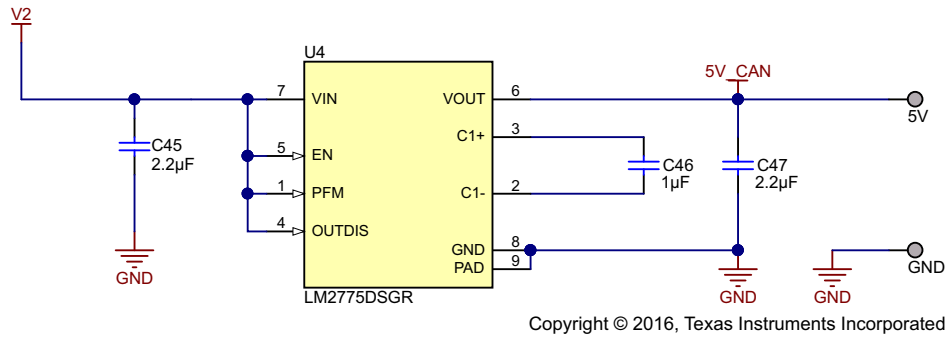 V2
U4
5V_CAN
7 VIN VOUT 6
5V
C1+ 3
C45
2.2µF
5 EN
C46
1µF
C47
2.2µF
1 PFM C1- 2
4 OUTDIS
GND 8
PAD 9
GND
GND
GND
GND
LM2775DSGR
Copyright © 2016, Texas Instruments Incorporated